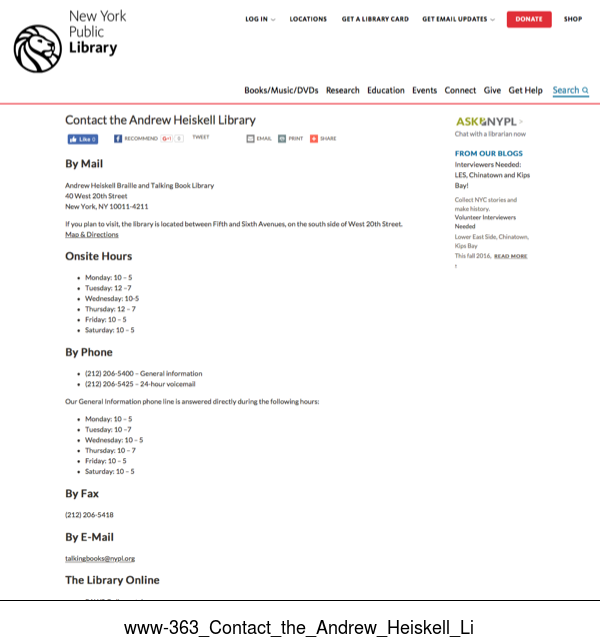 New York
Public
Library
LOG IN
LOCATIONS
GET A LIBRARY CARD
GET EMAIL UPDATES
DONATE
SHOP
Books/Music/DVDs Research Education Events Connect Give Get Help Search
Contact the Andrew Heiskell Library
Like 0
RECOMMEND
G+1 0
TWEET
EMAIL
PRINT
SHARE
By Mail
Andrew Heiskell Braille and Talking Book Library
40 West 20th Street
New York, NY 10011-4211
If you plan to visit, the library is located between Fifth and Sixth Avenues, on the south side of West 20th Street.
Map & Directions
Onsite Hours
• Monday: 10 – 5
• Tuesday: 12 –7
• Wednesday: 10-5
• Thursday: 12 – 7
• Friday: 10 – 5
• Saturday: 10 – 5
By Phone
• (212) 206-5400 – General information
• (212) 206-5425 – 24-hour voicemail
Our General Information phone line is answered directly during the following hours:
• Monday: 10 – 5
• Tuesday: 10 –7
• Wednesday: 10 – 5
• Thursday: 10 – 7
• Friday: 10 – 5
• Saturday: 10 – 5
By Fax
(212) 206-5418
By E-Mail
talkingbooks@nypl.org
The Library Online
ASK NYPL >
Chat with a librarian now
FROM OUR BLOGS
Interviewers Needed:
LES, Chinatown and Kips
Bay!
Collect NYC stories and
make history.
Volunteer Interviewers
Needed
Lower East Side, Chinatown,
Kips Bay
This fall 2016, READ MORE
www-363_Contact_the_Andrew_Heiskell_Li